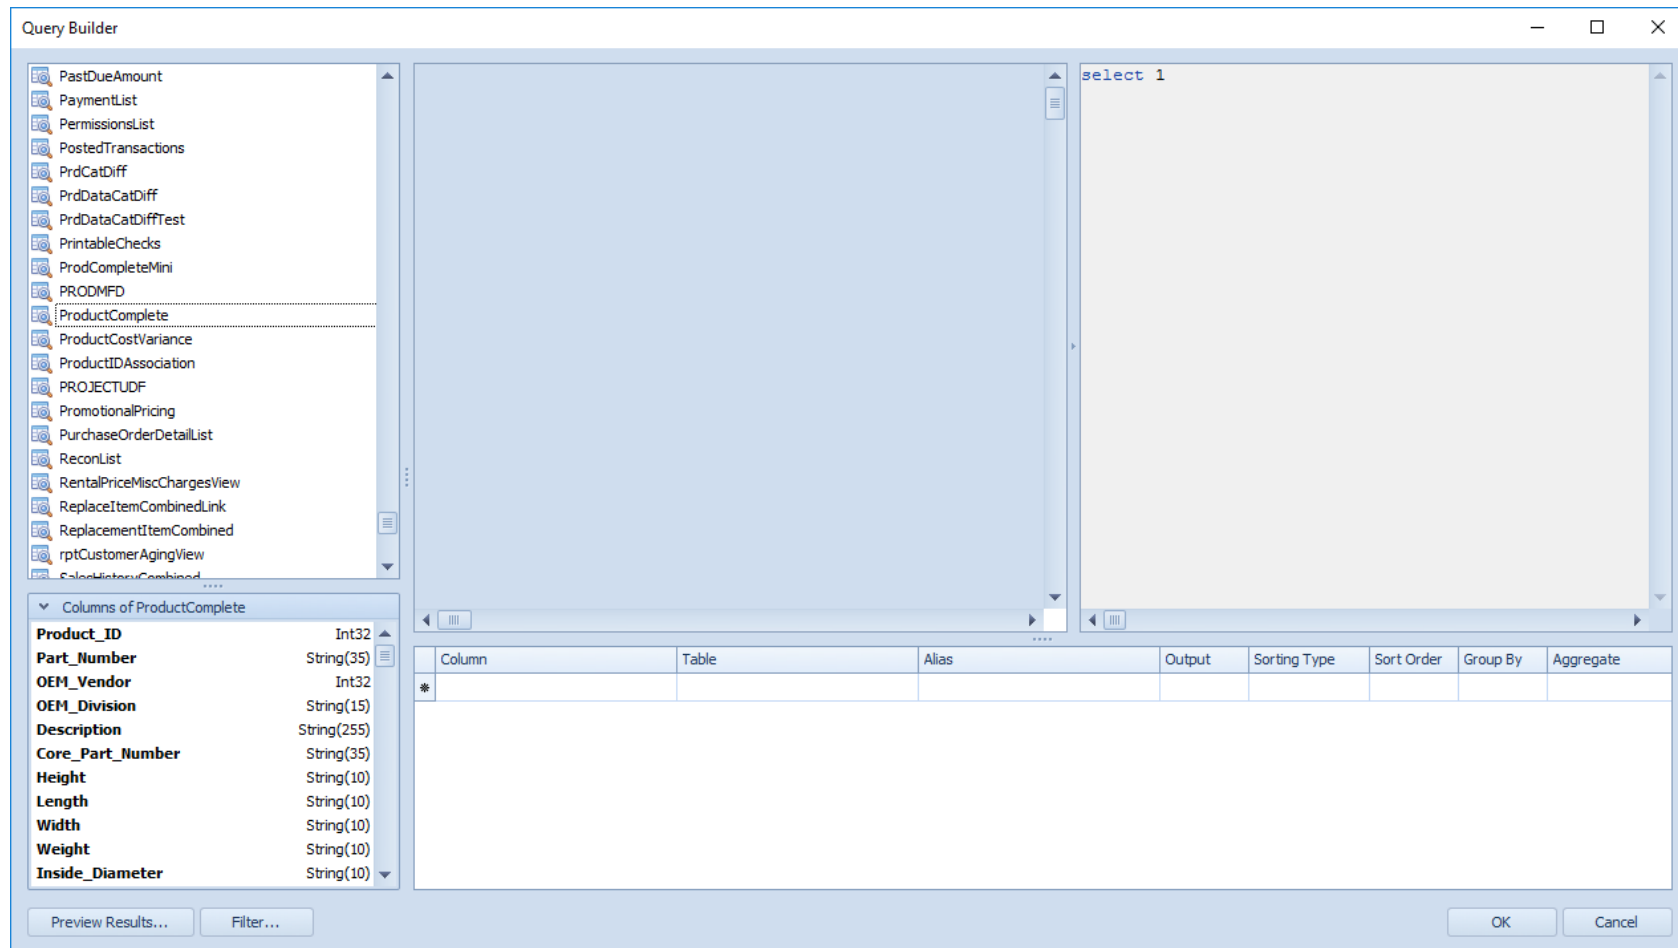 Query Builder
PastDueAmount
PaymentList
PermissionsList
PostedTransactions
PrdCatDiff
PrdDataCatDiff
PrdDataCatDiffTest
PrintableChecks
ProdCompleteMini
PRODMFD
ProductComplete
ProductCostVariance
ProductIDAssociation
PROJECTUDF
PromotionalPricing
PurchaseOrderDetailList
ReconList
RentalPriceMiscChargesView
ReplaceItemCombinedLink
ReplacementItemCombined
rptCustomerAgingView
SalesHistoryCombined
Columns of ProductComplete
Product_ID Int32
Part_Number String(35)
OEM_Vendor Int32
OEM_Division String(15)
Description String(255)
Core_Part_Number String(35)
Height String(10)
Length String(10)
Width String(10)
Weight String(10)
Inside_Diameter String(10)
select 1
Column Table Alias Output Sorting Type Sort Order Group By Aggregate
Preview Results... Filter... OK Cancel